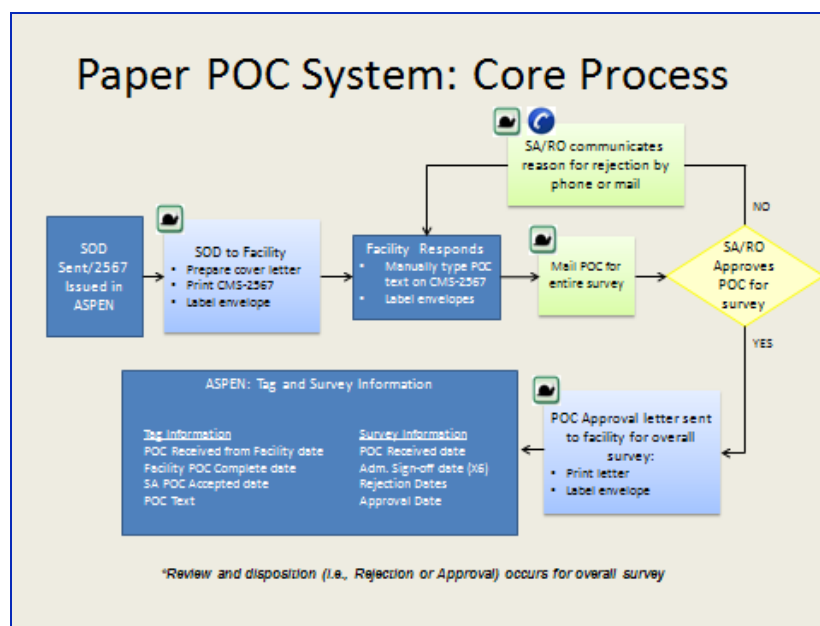 Paper POC System: Core Process
SA/RO communicates
reason for rejection by
phone or mail
NO
SOD
Sent/2567
Issued in
ASPEN
SOD to Facility
• Prepare cover letter
• Print CMS-2567
• Label envelope
Facility Responds
• Manually type POC
text on CMS-2567
• Label envelopes
Mail POC for
entire survey
SA/RO
Approves
POC for
survey
YES
ASPEN: Tag and Survey Information
Tag Information
POC Received from Facility date
Facility POC Complete date
SA POC Accepted date
POC Text
Survey Information
POC Received date
Adm. Sign-off date (X6)
Rejection Dates
Approval Date
POC Approval letter sent
to facility for overall
survey:
• Print letter
• Label envelope
*Review and disposition (i.e., Rejection or Approval) occurs for overall survey